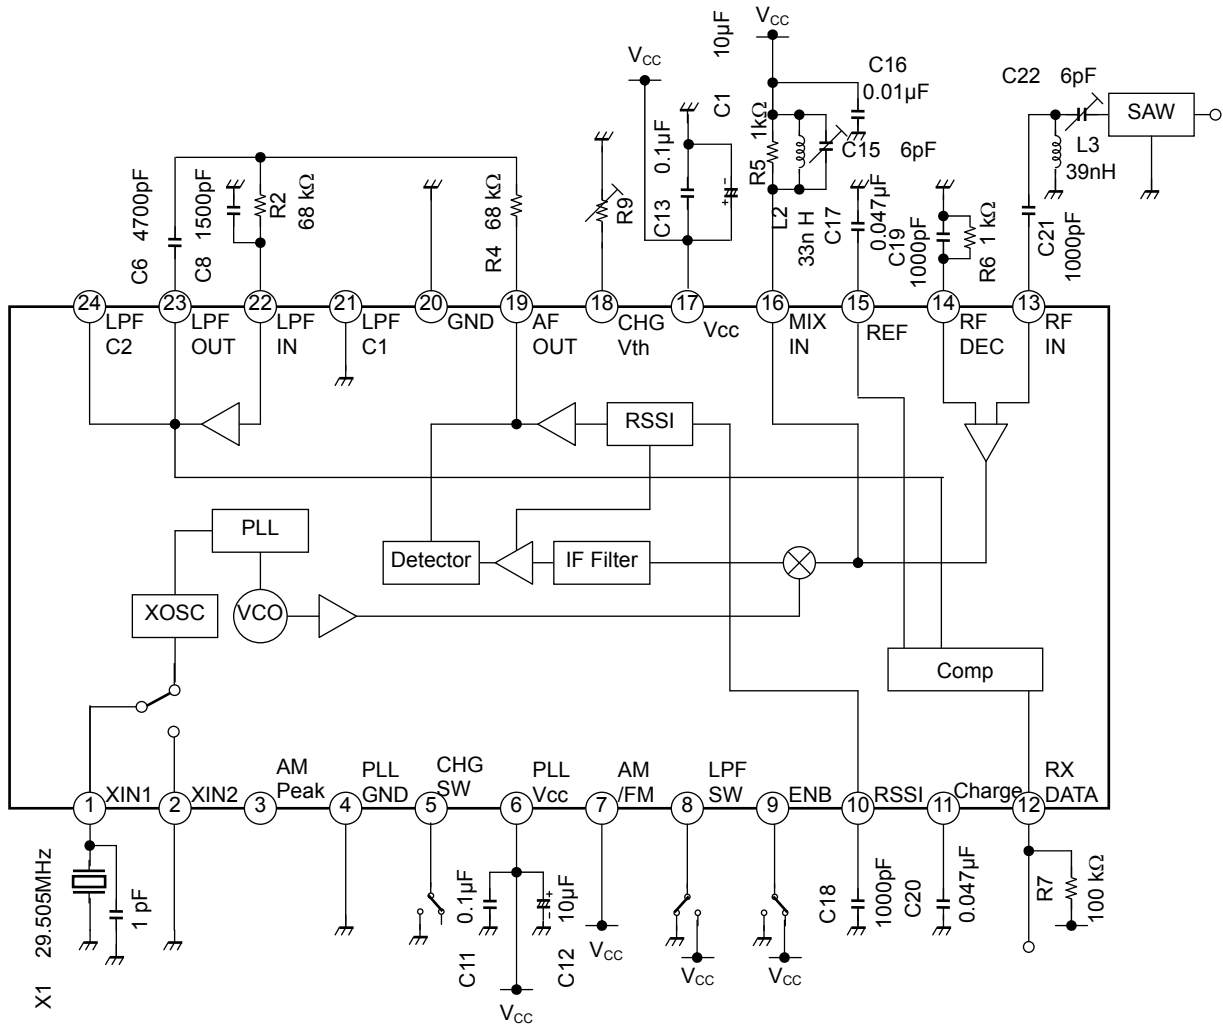 VCC
VCC
10µF
C1
C16
0.01µF
C22 6pF
SAW
L3
39nH
C6 4700pF
C8 1500pF
R2
68 kΩ
R4 68 kΩ
R9
C13 0.1µF
R5 1kΩ
C15 6pF
L2
33n H
C17
0.047µF
C19
1000pF
R6 1 kΩ
C21
1000pF
24
LPF
C2
23
LPF
OUT
22
LPF
IN
21
LPF
C1
20
GND
19
AF
OUT
18
CHG
Vth
17
Vcc
16
MIX
IN
15
REF
14
RF
DEC
13
RF
IN
RSSI
PLL
Detector
IF Filter
XOSC
VCO
Comp
1
XIN1
2
XIN2
3
AM
Peak
4
PLL
GND
5
CHG
SW
6
PLL
Vcc
7
AM
/FM
8
LPF
SW
9
ENB
10
RSSI
11
Charge
12
RX
DATA
X1 29.505MHz
1 pF
C11 0.1µF
C12 10µF
VCC
VCC
VCC
VCC
C18
1000pF
C20
0.047µF
R7
100 kΩ